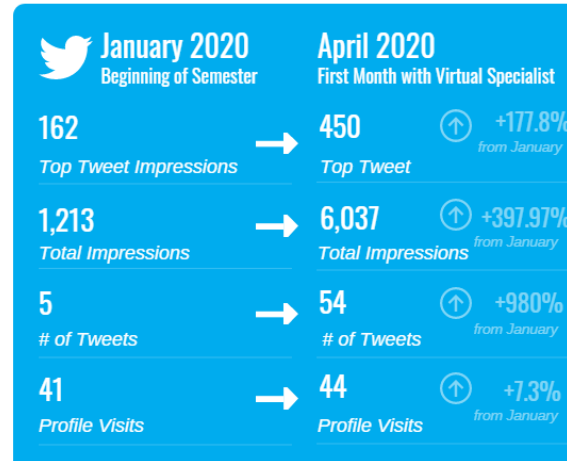 January 2020
Beginning of Semester
April 2020
First Month with Virtual Specialist
162
Top Tweet Impressions
450
Top Tweet
+177.8%
from January
1,213
Total Impressions
6,037
Total Impressions
+397.97%
from January
5
# of Tweets
54
# of Tweets
+980%
from January
41
Profile Visits
44
Profile Visits
+7.3%
from January